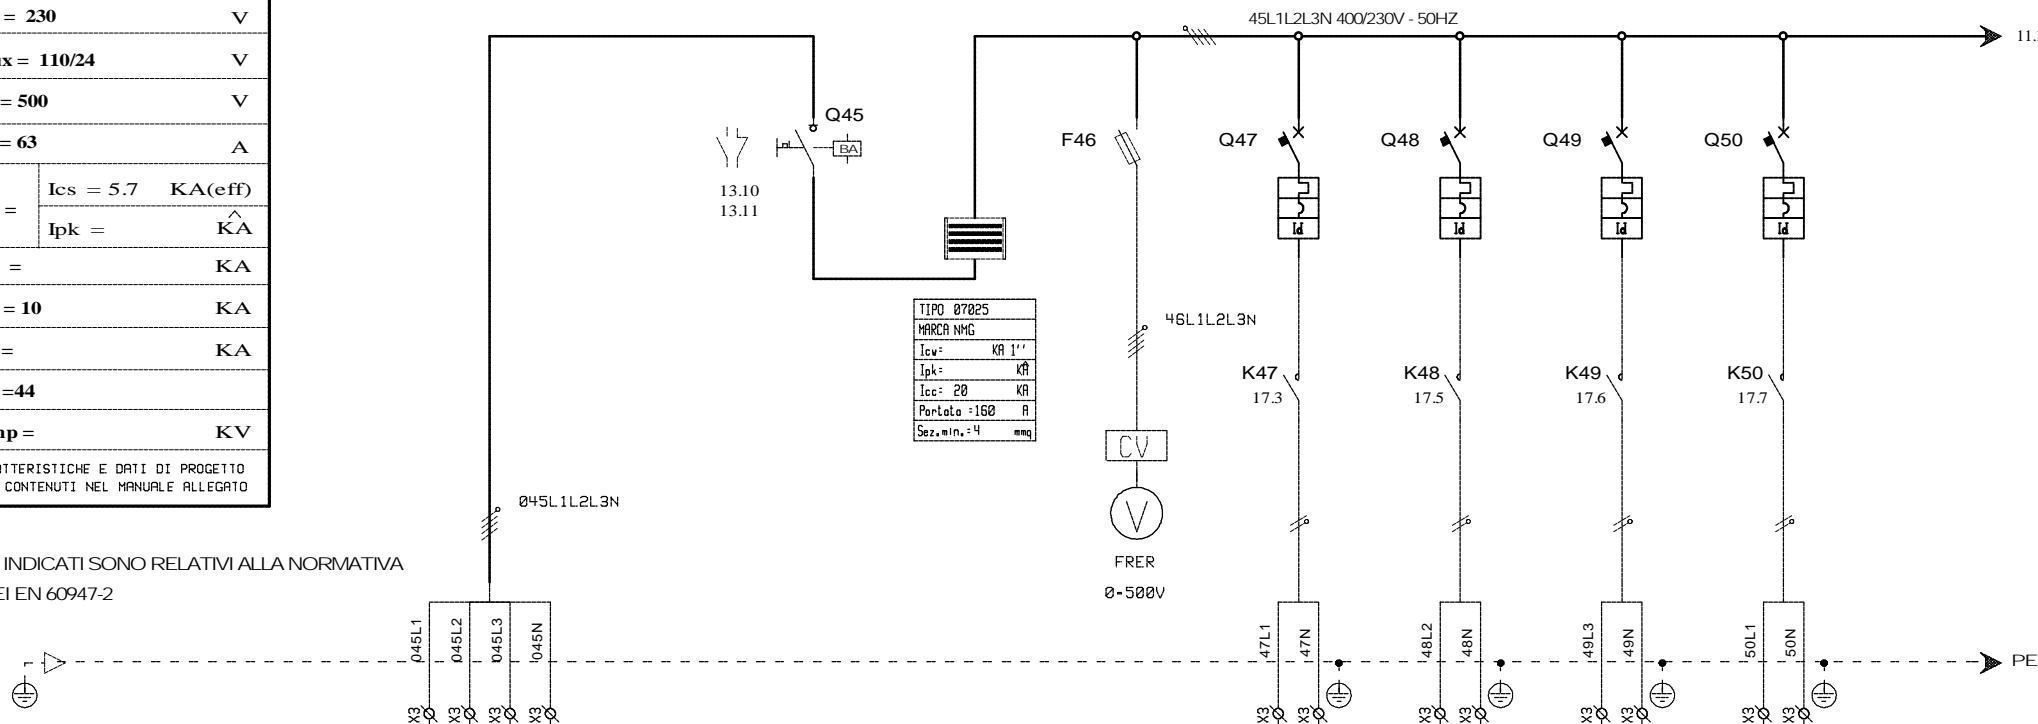 = 230 V
x = 110/24 V
= 500 V
= 63 A
= Ics = 5.7 KA(eff)
Ipk = KA
= KA
= 10 KA
= KA
=44
p = KV
TTERISTICHE E DATI DI PROGETTO
CONTENUTI NEL MANUALE ALLEGATO
INDICATI SONO RELATIVI ALLA NORMATIVA
EI EN 60947-2
45L1L2L3N 400/230V - 50HZ
11.
Q45
BA
13.10
13.11
F46
Q47
Q48
Q49
Q50
Id
Id
Id
Id
TIPO 07025
MARCA NMG
Icw= KA 1''
Ipk= KA
Icc= 20 KA
Portata =160 A
Sez.min.=4 mmq
46L1L2L3N
K47
17.3
K48
17.5
K49
17.6
K50
17.7
CV
V
FRER
0-500V
045L1L2L3N
045L1
045L2
045L3
045N
47L1
47N
48L2
48N
49L3
49N
50L1
50N
PE
X3
X3
X3
X3
X3
X3
X3
X3
X3
X3
X3
X3